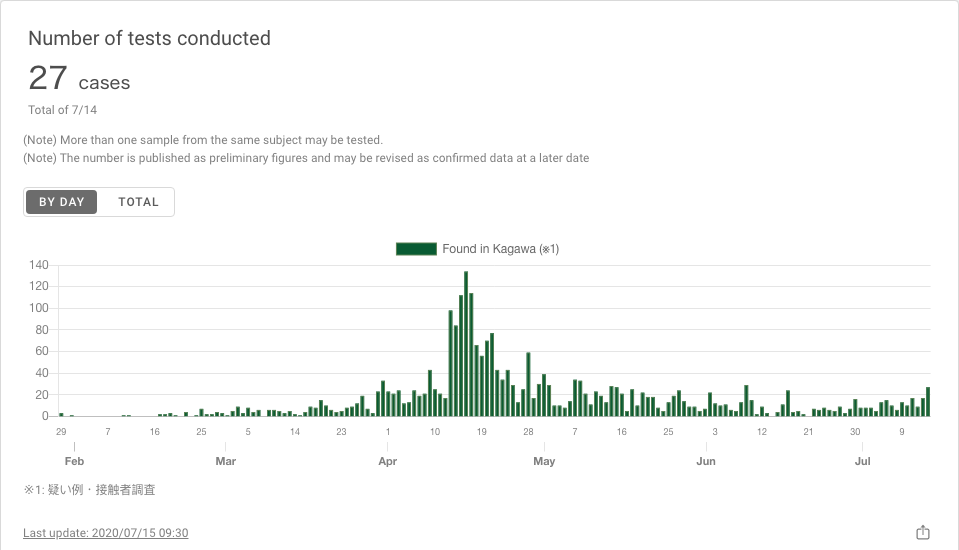 Number of tests conducted
27 cases
Total of 7/14
(Note) More than one sample from the same subject may be tested.
(Note) The number is published as preliminary figures and may be revised as confirmed data at a later date
BY DAY TOTAL
Found in Kagawa (※1)
140
120
100
80
60
40
20
0
29 7 16 25 5 14 23 1 10 19 28 7 16 25 3 12 21 30 9
Feb Mar Apr May Jun Jul
※1: 疑い例・接触者調査
Last update: 2020/07/15 09:30